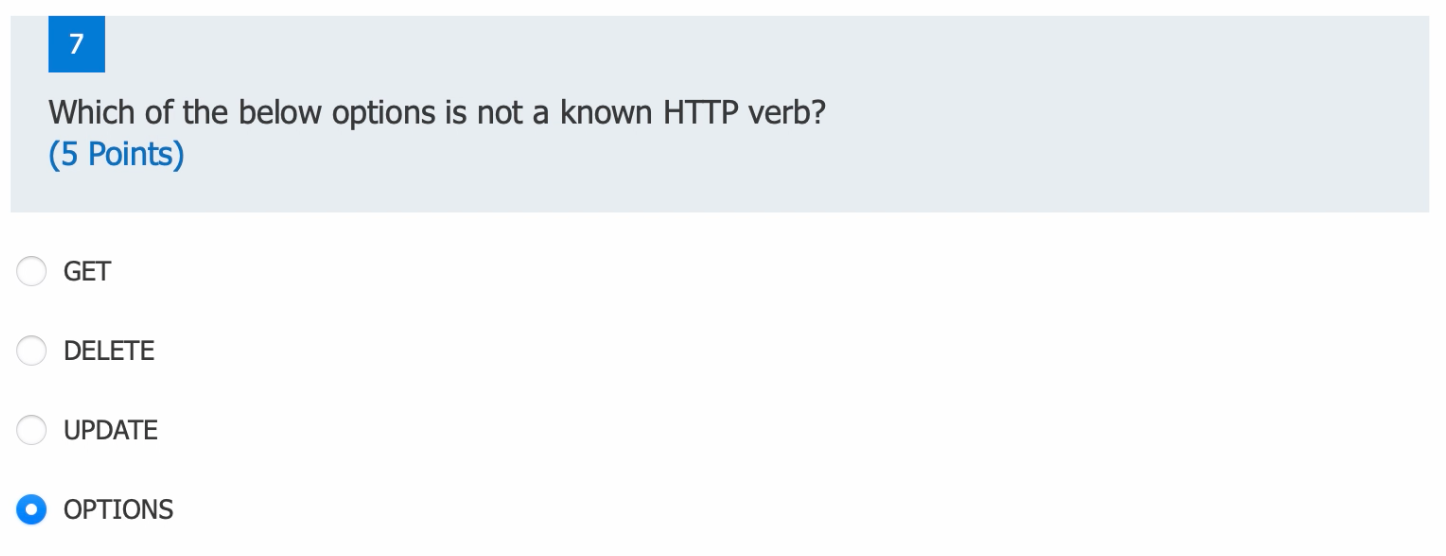 7
Which of the below options is not a known HTTP verb?
(5 Points)
GET
DELETE
UPDATE
OPTIONS